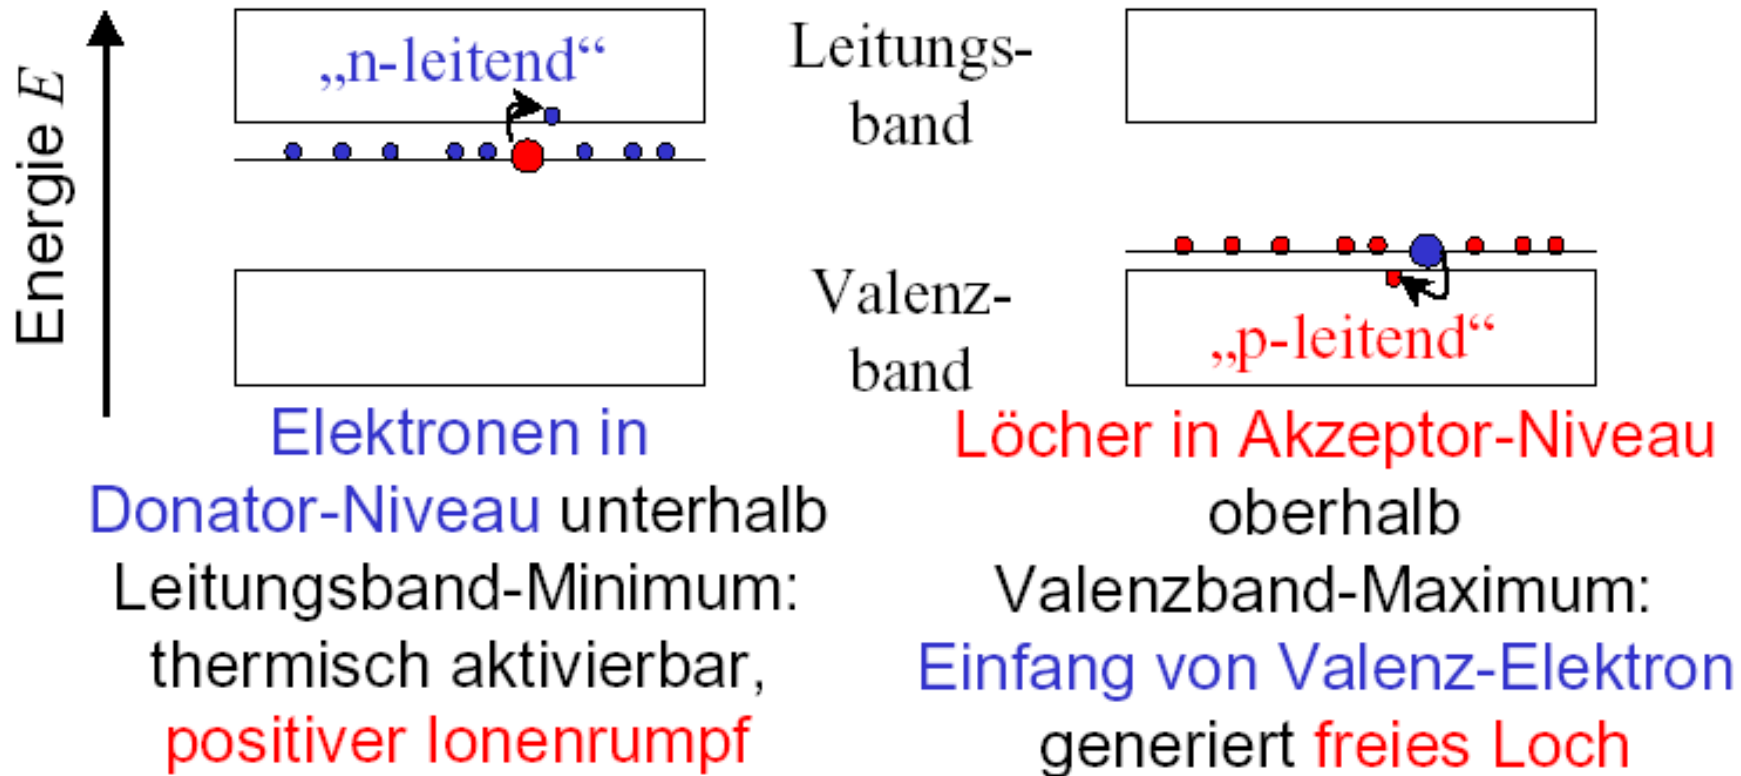 Energie E
„n-leitend“
Leitungs-
band
Valenz-
band
„p-leitend“
Elektronen in
Donator-Niveau unterhalb
Leitungsband-Minimum:
thermisch aktivierbar,
positiver Ionenrumpf
Löcher in Akzeptor-Niveau
oberhalb
Valenzband-Maximum:
Einfang von Valenz-Elektron
generiert freies Loch